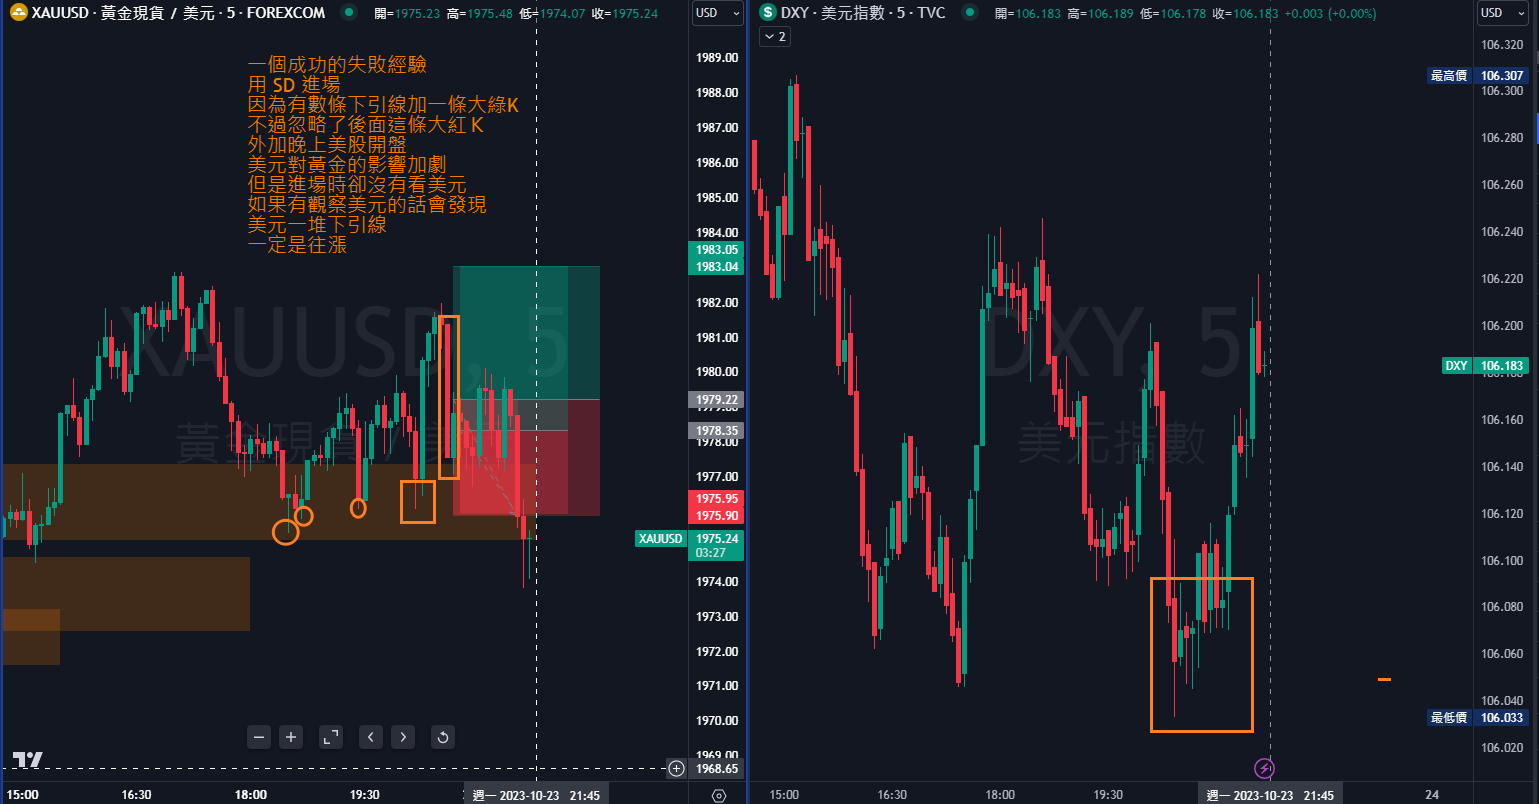 XAUUSD · 黃金現貨 / 美元 · 5 · FOREXCOM 開=1975.23 高=1975.48 低=1974.07 收=1975.24
USD
一個成功的失敗經驗
用 SD 進場
因為有數條下引線加一條大綠K
不過忽略了後面這條大紅 K
外加晚上美股開盤
美元對黃金的影響加劇
但是進場時卻沒有看美元
如果有觀察美元的話會發現
美元一堆下引線
一定是往漲
XAUUSD, 5
黃金現貨 / 美
1989.00
1988.00
1987.00
1986.00
1985.00
1984.00
1983.05
1983.04
1982.00
1981.00
1980.00
1979.22
1979.00
1978.35
1978.00
1977.00
1975.95
1975.90
XAUUSD 1975.24
03:27
1974.00
1973.00
1972.00
1971.00
1970.00
1969.00
1968.65
15:00 16:30 18:00 19:30 週一 2023-10-23 21:45
DXY · 美元指數 · 5 · TVC 開=106.183 高=106.189 低=106.178 收=106.183 +0.003 (+0.00%)
USD
2
DXY, 5
美元指數
106.320
最高價 106.307
106.300
106.280
106.260
106.240
106.220
106.200
DXY 106.183
106.180
106.160
106.140
106.120
106.100
106.080
106.060
106.040
最低價 106.033
106.020
15:00 16:30 18:00 19:30 週一 2023-10-23 21:45 24